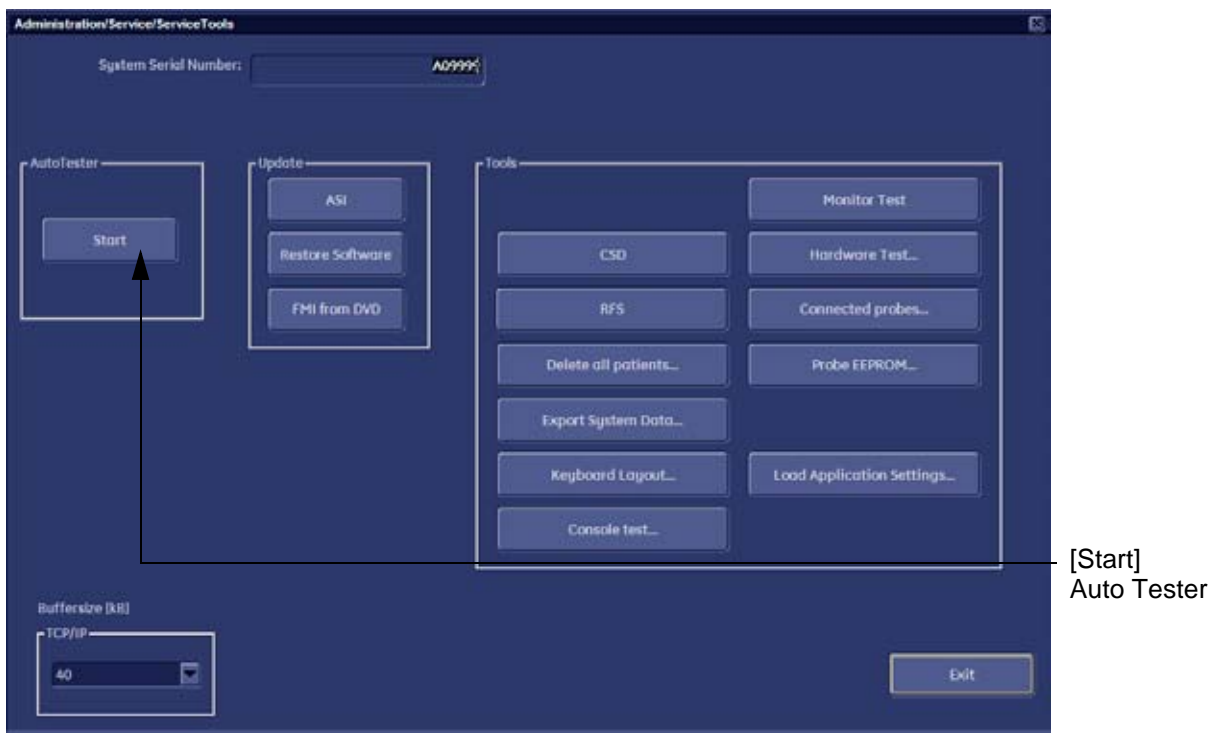 Administration/Service/ServiceTools
System Serial Number:
A09999
AutoTester
Start
Update
ASI
Restore Software
FMI from DVD
Tools
Monitor Test
CSD
Hardware Test...
RFS
Connected probes...
Delete all patients...
Probe EEPROM...
Export System Data...
Keyboard Layout...
Load Application Settings...
Console test...
[Start]
Auto Tester
Buffersize [kB]
TCP/IP
40
Exit